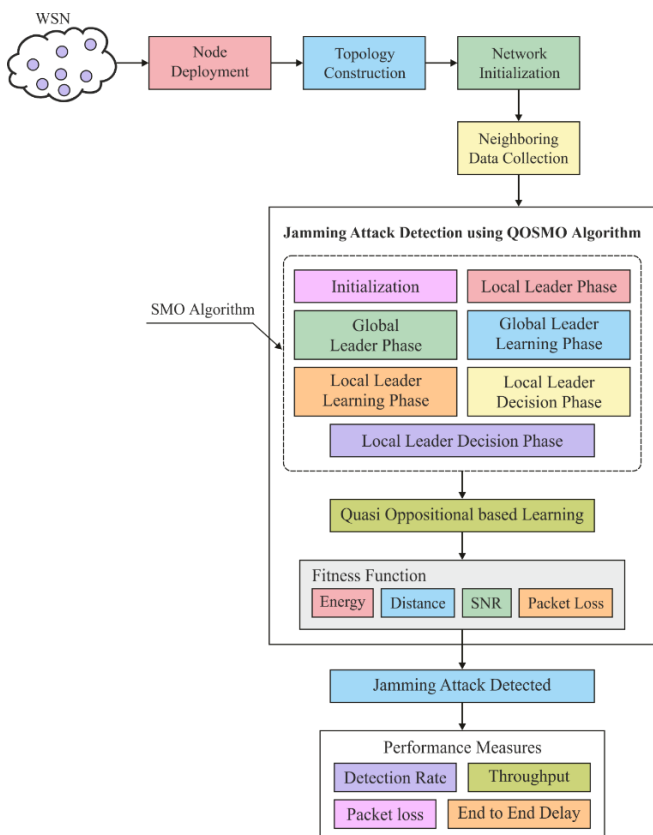 WSN
Node
Deployment
Topology
Construction
Network
Initialization
Neighboring
Data Collection
Jamming Attack Detection using QOSMO Algorithm
SMO Algorithm
Initialization
Local Leader Phase
Global
Leader Phase
Global Leader
Learning Phase
Local Leader
Learning Phase
Local Leader
Decision Phase
Local Leader Decision Phase
Quasi Oppositional based Learning
Fitness Function
Energy
Distance
SNR
Packet Loss
Jamming Attack Detected
Performance Measures
Detection Rate
Throughput
Packet loss
End to End Delay